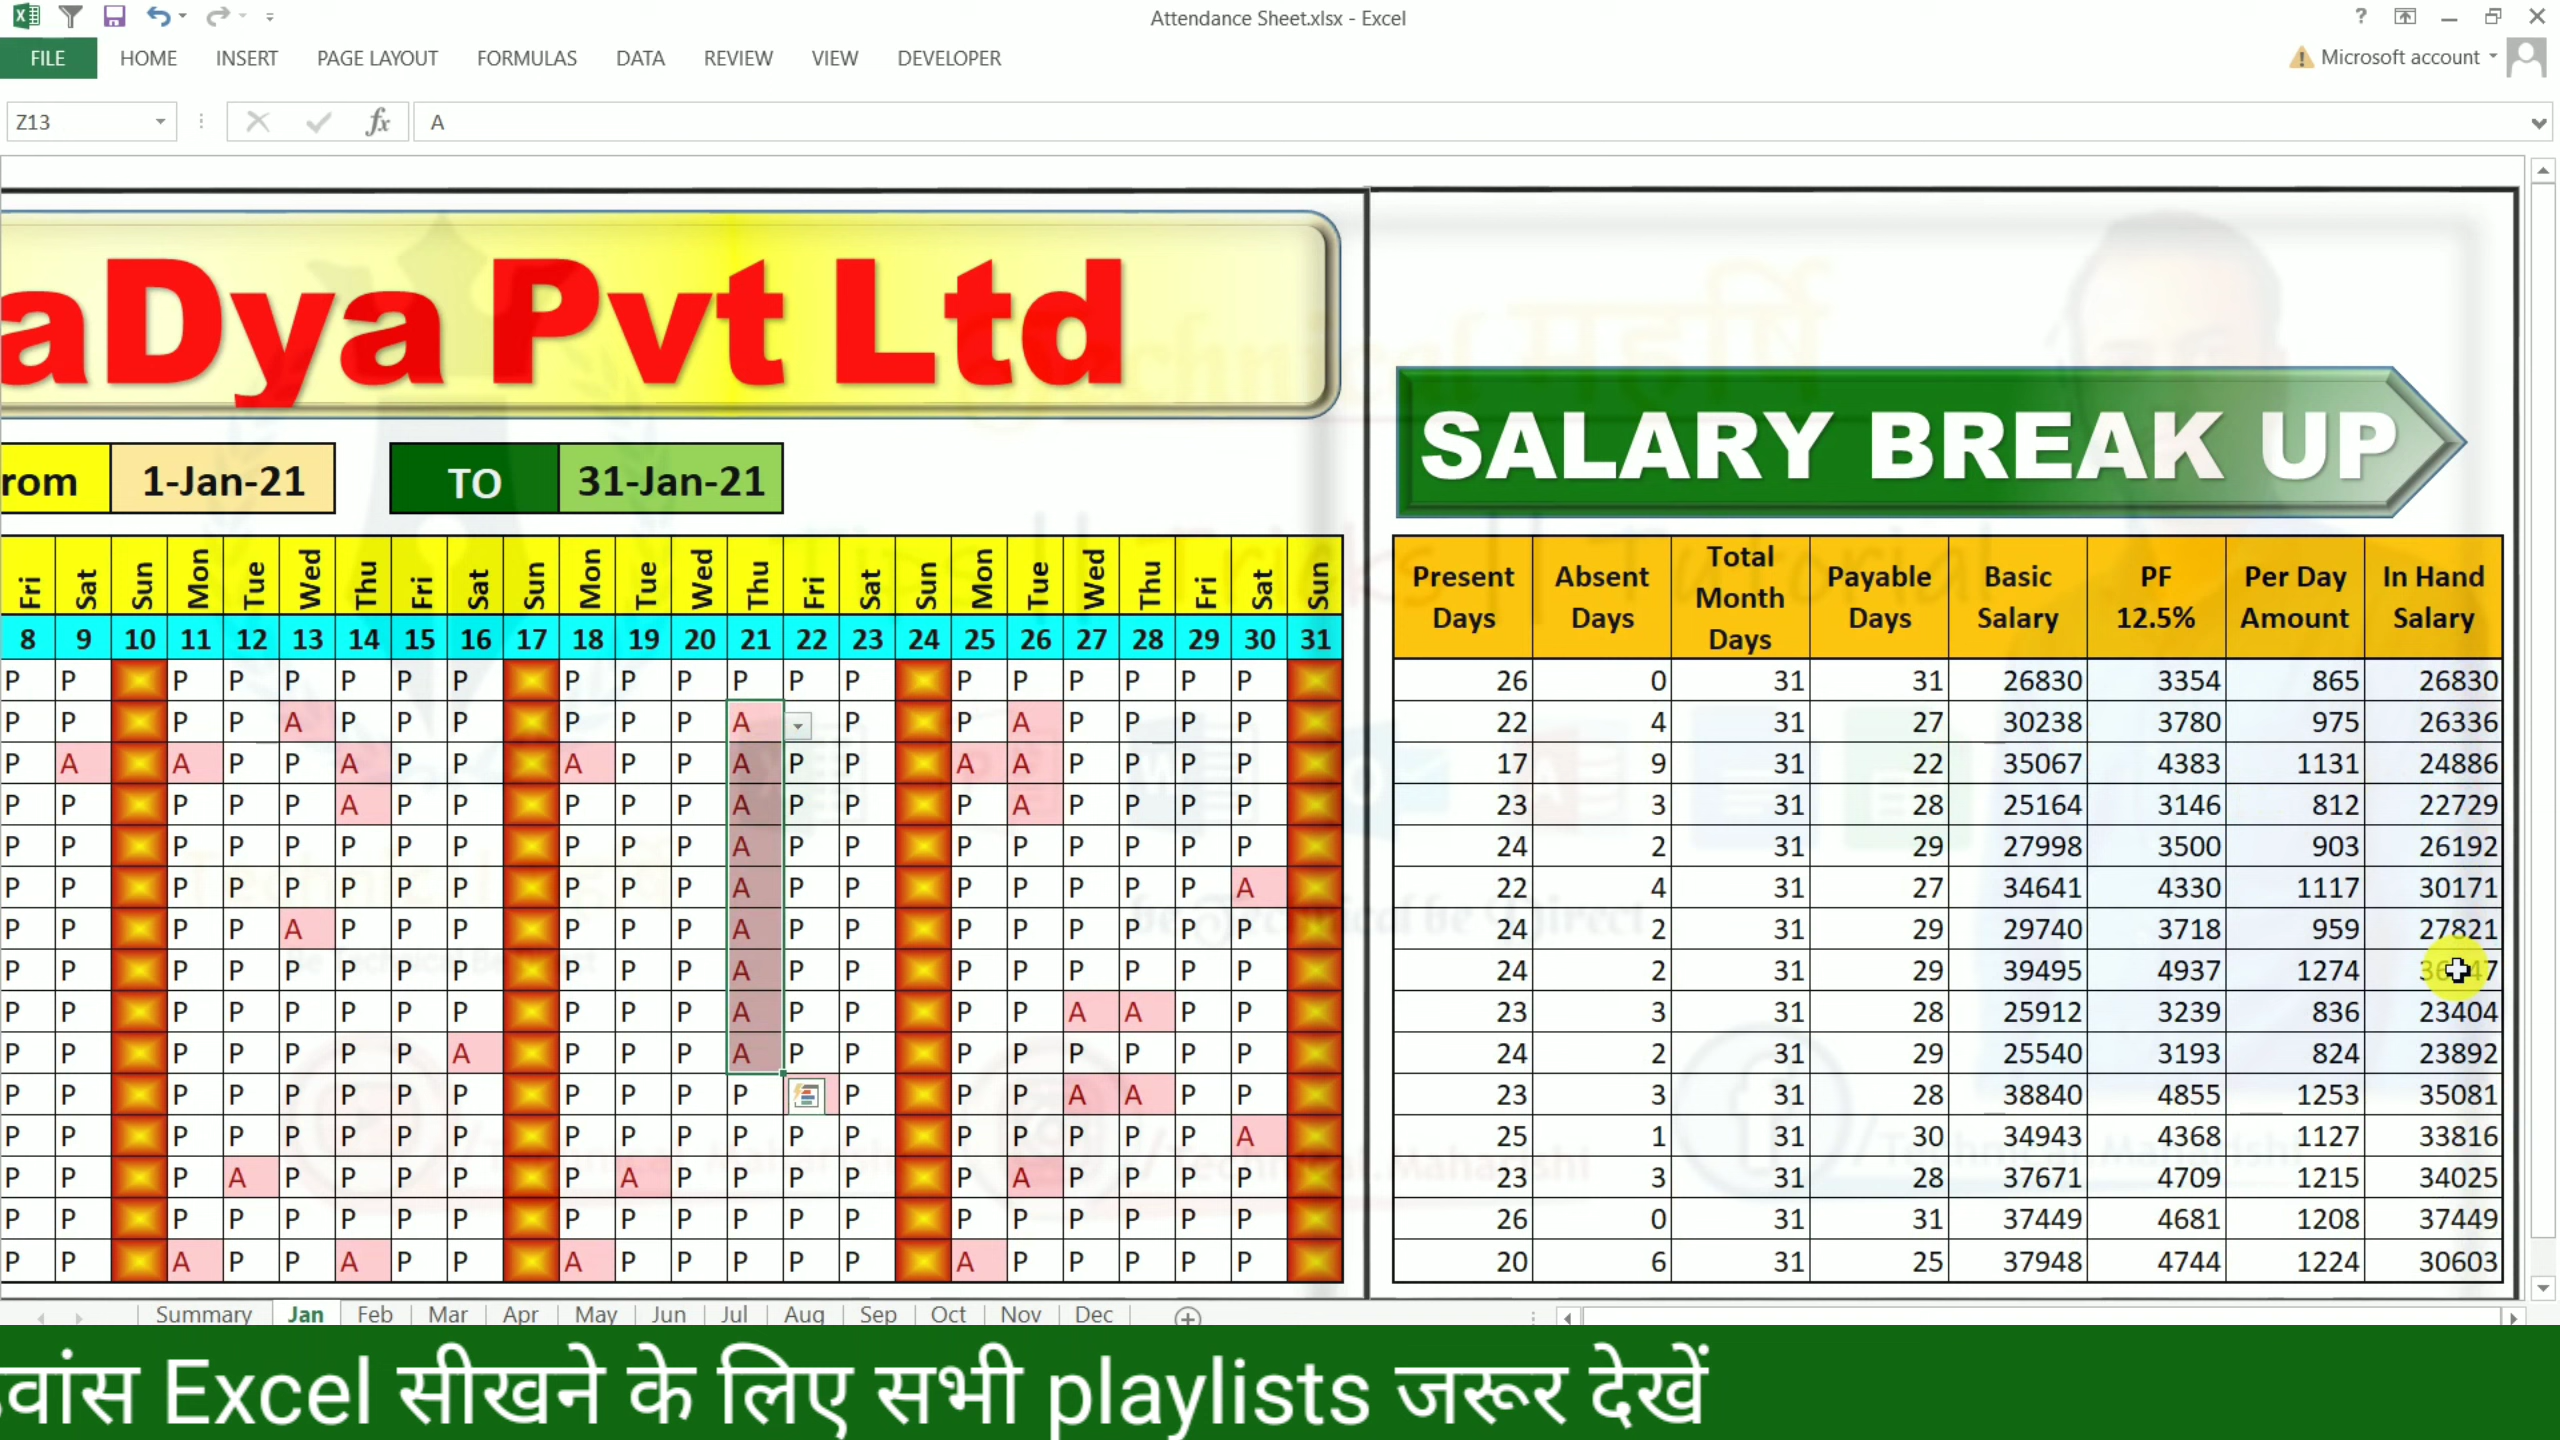 Attendance Sheet.xlsx - Excel
FILE HOME INSERT PAGE LAYOUT FORMULAS DATA REVIEW VIEW DEVELOPER Microsoft account
Z13 fx A
aDya Pvt Ltd
rom 1-Jan-21 TO 31-Jan-21
SALARY BREAK UP
Fri Sat Sun Mon Tue Wed Thu Fri Sat Sun Mon Tue Wed Thu Fri Sat Sun Mon Tue Wed Thu Fri Sat Sun
8 9 10 11 12 13 14 15 16 17 18 19 20 21 22 23 24 25 26 27 28 29 30 31
Present Days Absent Days Total Month Days Payable Days Basic Salary PF 12.5% Per Day Amount In Hand Salary
P P P P P P P P P P P P P P P P P P P P 26 0 31 31 26830 3354 865 26830
P P P P A P P P P P P A P P A P P P P 22 4 31 27 30238 3780 975 26336
P A A P P A P P A P P A P P A A P P P P 17 9 31 22 35067 4383 1131 24886
P P P P P A P P P P P A P P P A P P P P 23 3 31 28 25164 3146 812 22729
P P P P P P P P P P P A P P P P P P P P 24 2 31 29 27998 3500 903 26192
P P P P P P P P P P P A P P P P P P P A 22 4 31 27 34641 4330 1117 30171
P P P P A P P P P P P A P P P P P P P P 24 2 31 29 29740 3718 959 27821
P P P P P P P P P P P A P P P P P P P P 24 2 31 29 39495 4937 1274
P P P P P P P P P P P A P P P P A A P P 23 3 31 28 25912 3239 836 23404
P P P P P P P A P P P A P P P P P P P P 24 2 31 29 25540 3193 824 23892
P P P P P P P P P P P P P P P A A P P 23 3 31 28 38840 4855 1253 35081
P P P P P P P P P P P P P P P P P P P A 25 1 31 30 34943 4368 1127 33816
P P P A P P P P P A P P P P P A P P P P 23 3 31 28 37671 4709 1215 34025
P P P P P P P P P P P P P P P P P P P P 26 0 31 31 37449 4681 1208 37449
P P A P P A P P A P P P P P A P P P P P 20 6 31 25 37948 4744 1224 30603
Summary Jan Feb Mar Apr May Jun Jul Aug Sep Oct Nov Dec
Excel सीखने के लिए सभी playlists जरूर देखें